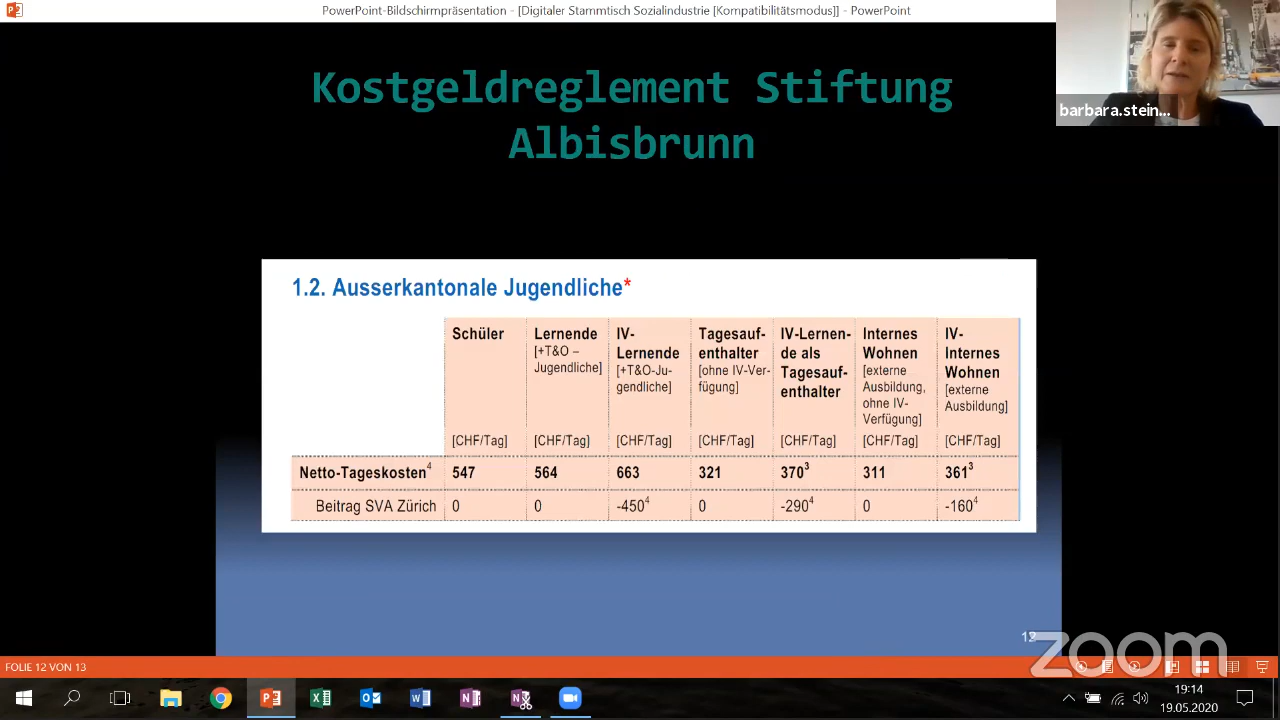 PowerPoint-Bildschirmpräsentation - [Digitaler Stammtisch Sozialindustrie [Kompatibilitätsmodus]] - PowerPoint
barbara.stein...
Kostgeldreglement Stiftung
Albisbrunn
1.2. Ausserkantonale Jugendliche*
Schüler
[CHF/Tag]
Lernende
[+T&O –
Jugendliche]
[CHF/Tag]
IV-
Lernende
[+T&O-Ju-
gendliche]
[CHF/Tag]
Tagesauf-
enthalter
[ohne IV-Ver-
fügung]
[CHF/Tag]
IV-Lernen-
de als
Tagesauf-
enthalter
[CHF/Tag]
Internes
Wohnen
[externe
Ausbildung,
ohne IV-
Verfügung]
[CHF/Tag]
IV-
Internes
Wohnen
[externe
Ausbildung]
[CHF/Tag]
Netto-Tageskosten⁴ 547 564 663 321 370³ 311 361³
Beitrag SVA Zürich 0 0 -450⁴ 0 -290⁴ 0 -160⁴
zoom
FOLIE 12 VON 13
19:14
19.05.2020